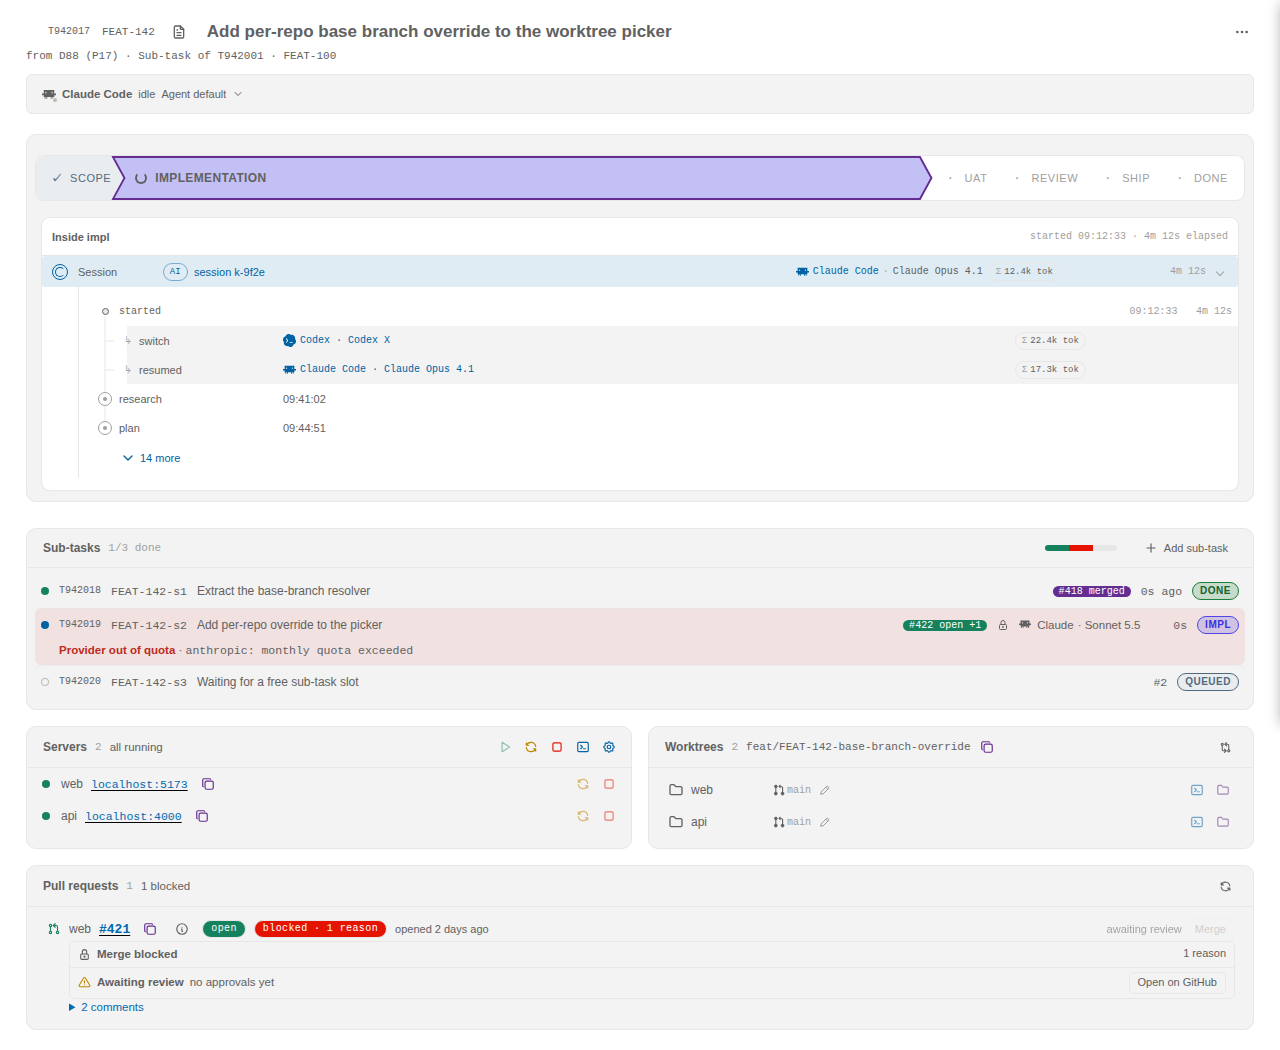 T942017 FEAT-142 Add per-repo base branch override to the worktree picker
from D88 (P17) · Sub-task of T942001 · FEAT-100
Claude Code idle Agent default
SCOPE IMPLEMENTATION · UAT · REVIEW · SHIP · DONE
Inside impl started 09:12:33 · 4m 12s elapsed
Session AI session k-9f2e Claude Code · Claude Opus 4.1 Σ 12.4k tok 4m 12s
started 09:12:33 4m 12s
↳ switch Codex · Codex X Σ 22.4k tok
↳ resumed Claude Code · Claude Opus 4.1 Σ 17.3k tok
research 09:41:02
plan 09:44:51
14 more
Sub-tasks 1/3 done Add sub-task
T942018 FEAT-142-s1 Extract the base-branch resolver #418 merged 0s ago DONE
T942019 FEAT-142-s2 Add per-repo override to the picker #422 open +1 Claude · Sonnet 5.5 0s IMPL
Provider out of quota · anthropic: monthly quota exceeded
T942020 FEAT-142-s3 Waiting for a free sub-task slot #2 QUEUED
Servers 2 all running
web localhost:5173
api localhost:4000
Worktrees 2 feat/FEAT-142-base-branch-override
web main
api main
Pull requests 1 1 blocked
web #421 open blocked · 1 reason opened 2 days ago awaiting review Merge
Merge blocked 1 reason
Awaiting review no approvals yet Open on GitHub
2 comments